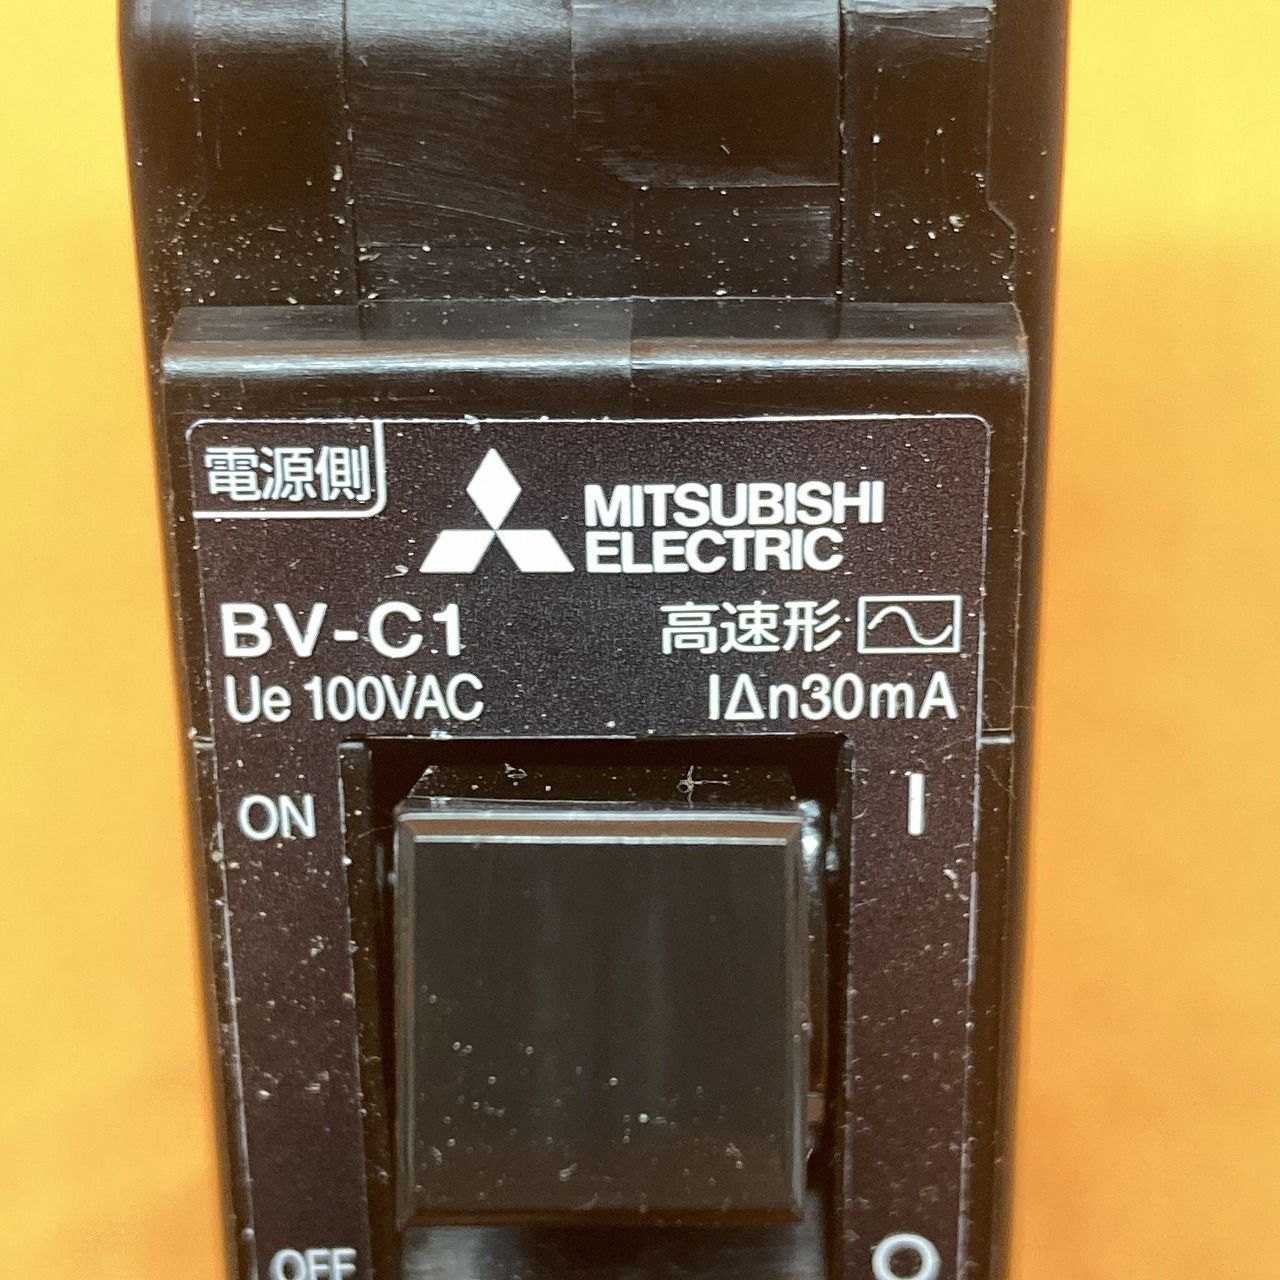 電源側
MITSUBISHI
ELECTRIC
BV-C1 高速形
Ue 100VAC IΔn30mA
ON I
OFF O